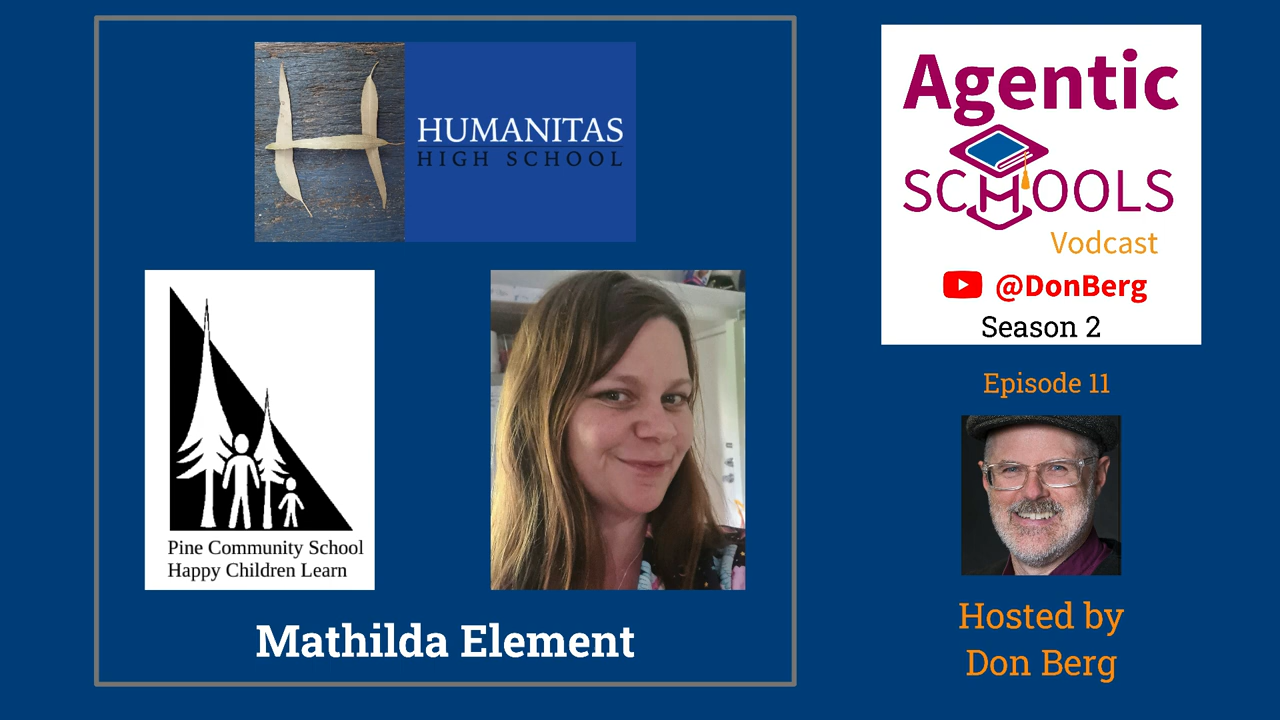 HUMANITAS
HIGH SCHOOL
Pine Community School
Happy Children Learn
Mathilda Element
Agentic
SCHOOLS
Vodcast
@DonBerg
Season 2
Episode 11
Hosted by
Don Berg